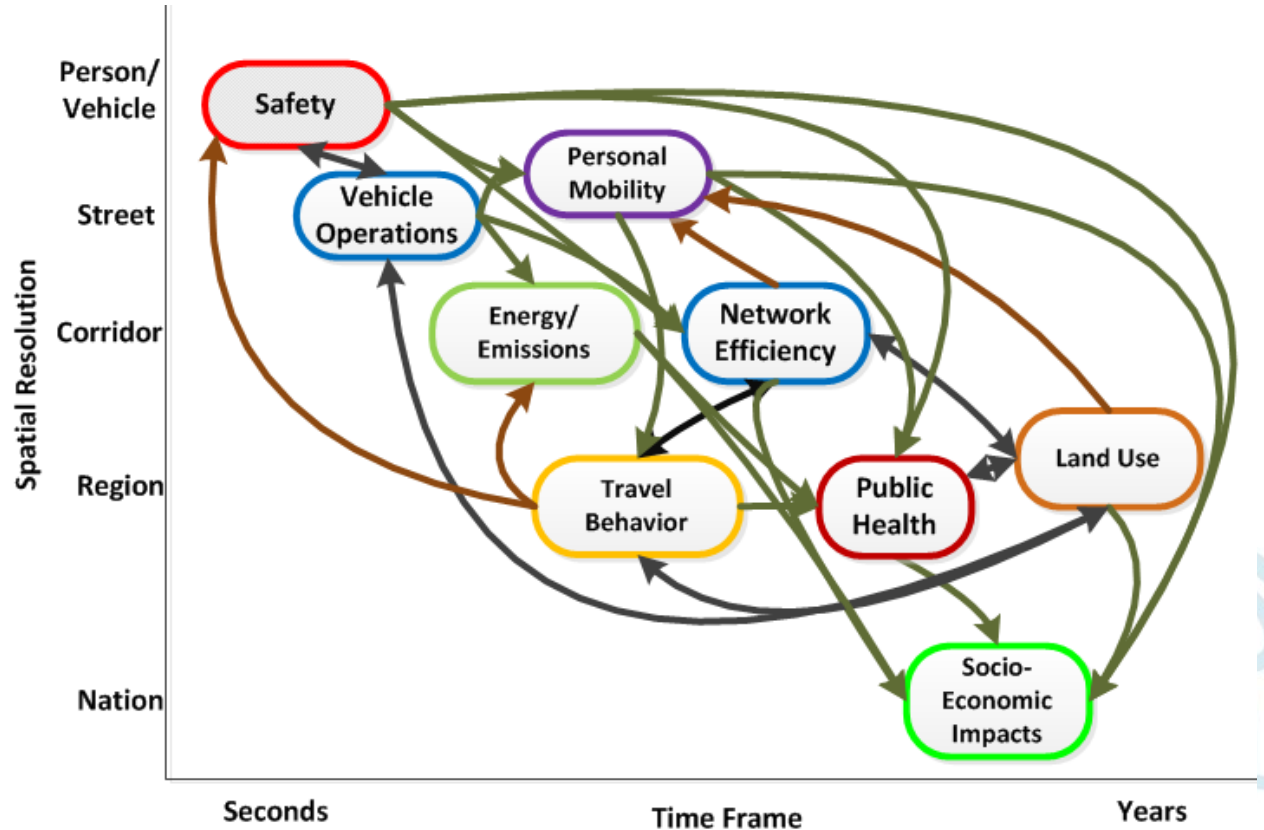 Person/
Vehicle
Safety
Personal
Mobility
Vehicle
Operations
Street
Spatial Resolution
Corridor
Energy/
Emissions
Network
Efficiency
Land Use
Region
Travel
Behavior
Public
Health
Nation
Socio-
Economic
Impacts
Seconds
Time Frame
Years